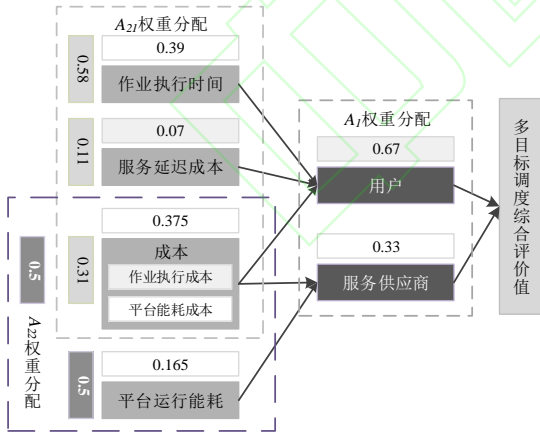 A21权重分配
0.39
0.58
作业执行时间
0.07
0.11
服务延迟成本
0.375
0.5
0.31
成本
作业执行成本
平台能耗成本
A22权重分配
0.165
0.5
平台运行能耗
A1权重分配
0.67
用户
0.33
服务供应商
多目标调度综合评价值